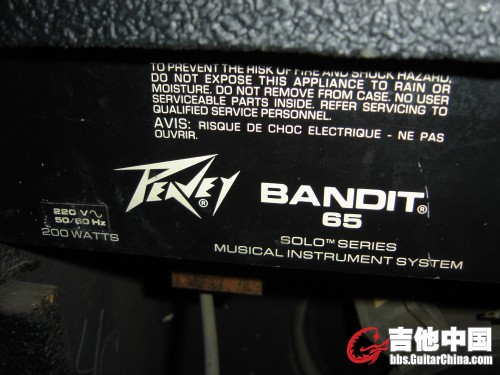 TO PREVENT THE RISK OF FIRE AND SHOCK HAZARD,
DO NOT EXPOSE THIS APPLIANCE TO RAIN OR
MOISTURE. DO NOT REMOVE FROM CASE. NO USER
SERVICEABLE PARTS INSIDE. REFER SERVICING TO
QUALIFIED SERVICE PERSONNEL.
AVIS: RISQUE DE CHOC ELECTRIQUE - NE PAS
OUVRIR.
PEAVEY®
BANDIT®
65
220 V~
50/60 Hz
200 WATTS
SOLO™ SERIES
MUSICAL INSTRUMENT SYSTEM
吉他中国
bbs.GuitarChina.com